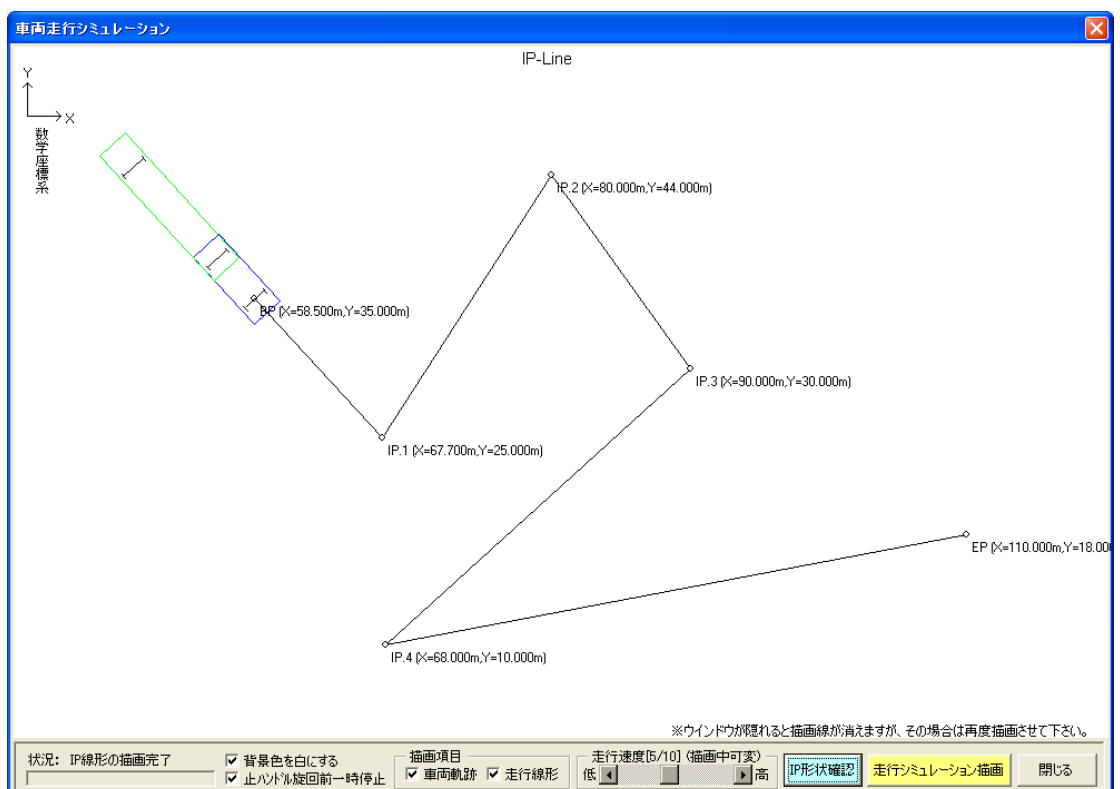 車両走行シミュレーション
IP-Line
Y
X
数学座標系
IP.2 (X=80.000m,Y=44.000m)
BP (X=58.500m,Y=35.000m)
IP.3 (X=90.000m,Y=30.000m)
IP.1 (X=67.700m,Y=25.000m)
EP (X=110.000m,Y=18.000
IP.4 (X=68.000m,Y=10.000m)
※ウインドウが隠れると描画線が消えますが、その場合は再度描画させて下さい。
状況: IP線形の描画完了
背景色を白にする
止ハンドル旋回前一時停止
描画項目
車両軌跡 走行線形
走行速度[5/10] (描画中可変)
低 高
IP形状確認
走行シミュレーション描画
閉じる